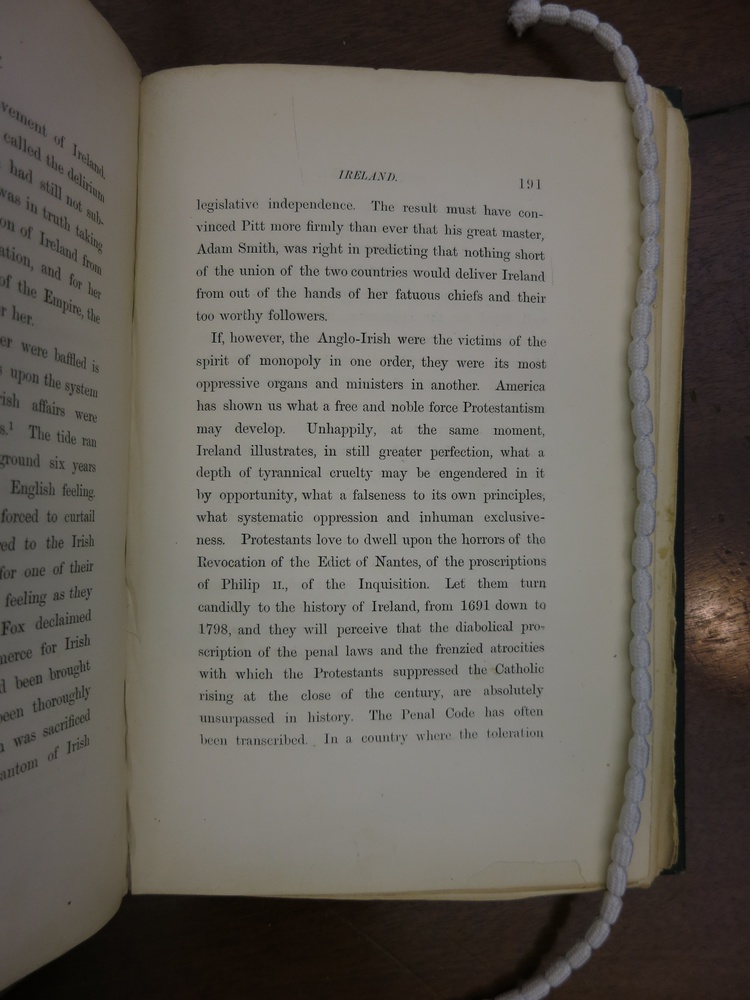 vement of Ireland.
called the delirium
had still not sub-
was in truth taking
on of Ireland from
ation, and for her
of the Empire, the
r her.
er were baffled is
upon the system
ish affairs were
s.¹ The tide ran
ground six years
English feeling.
forced to curtail
ed to the Irish
for one of their
feeling as they
Fox declaimed
merce for Irish
d been brought
been thoroughly
n was sacrificed
antom of Irish
IRELAND.
191
legislative independence. The result must have con-
vinced Pitt more firmly than ever that his great master,
Adam Smith, was right in predicting that nothing short
of the union of the two countries would deliver Ireland
from out of the hands of her fatuous chiefs and their
too worthy followers.
If, however, the Anglo-Irish were the victims of the
spirit of monopoly in one order, they were its most
oppressive organs and ministers in another. America
has shown us what a free and noble force Protestantism
may develop. Unhappily, at the same moment,
Ireland illustrates, in still greater perfection, what a
depth of tyrannical cruelty may be engendered in it
by opportunity, what a falseness to its own principles,
what systematic oppression and inhuman exclusive-
ness. Protestants love to dwell upon the horrors of the
Revocation of the Edict of Nantes, of the proscriptions
of Philip II., of the Inquisition. Let them turn
candidly to the history of Ireland, from 1691 down to
1798, and they will perceive that the diabolical pro-
scription of the penal laws and the frenzied atrocities
with which the Protestants suppressed the Catholic
rising at the close of the century, are absolutely
unsurpassed in history. The Penal Code has often
been transcribed. In a country where the toleration